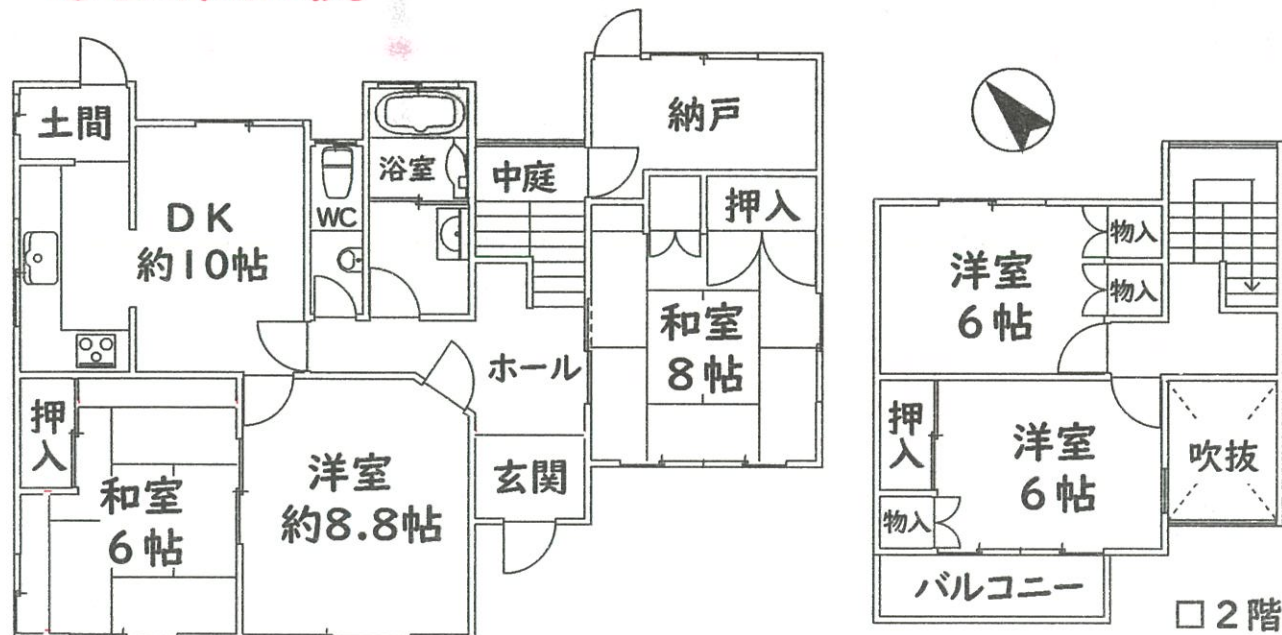 土間
DK
約10帖
WC
浴室
中庭
納戸
押入
和室
8帖
ホール
玄関
押入
和室
6帖
洋室
約8.8帖
洋室
6帖
物入
物入
押入
物入
洋室
6帖
吹抜
バルコニー
□2階